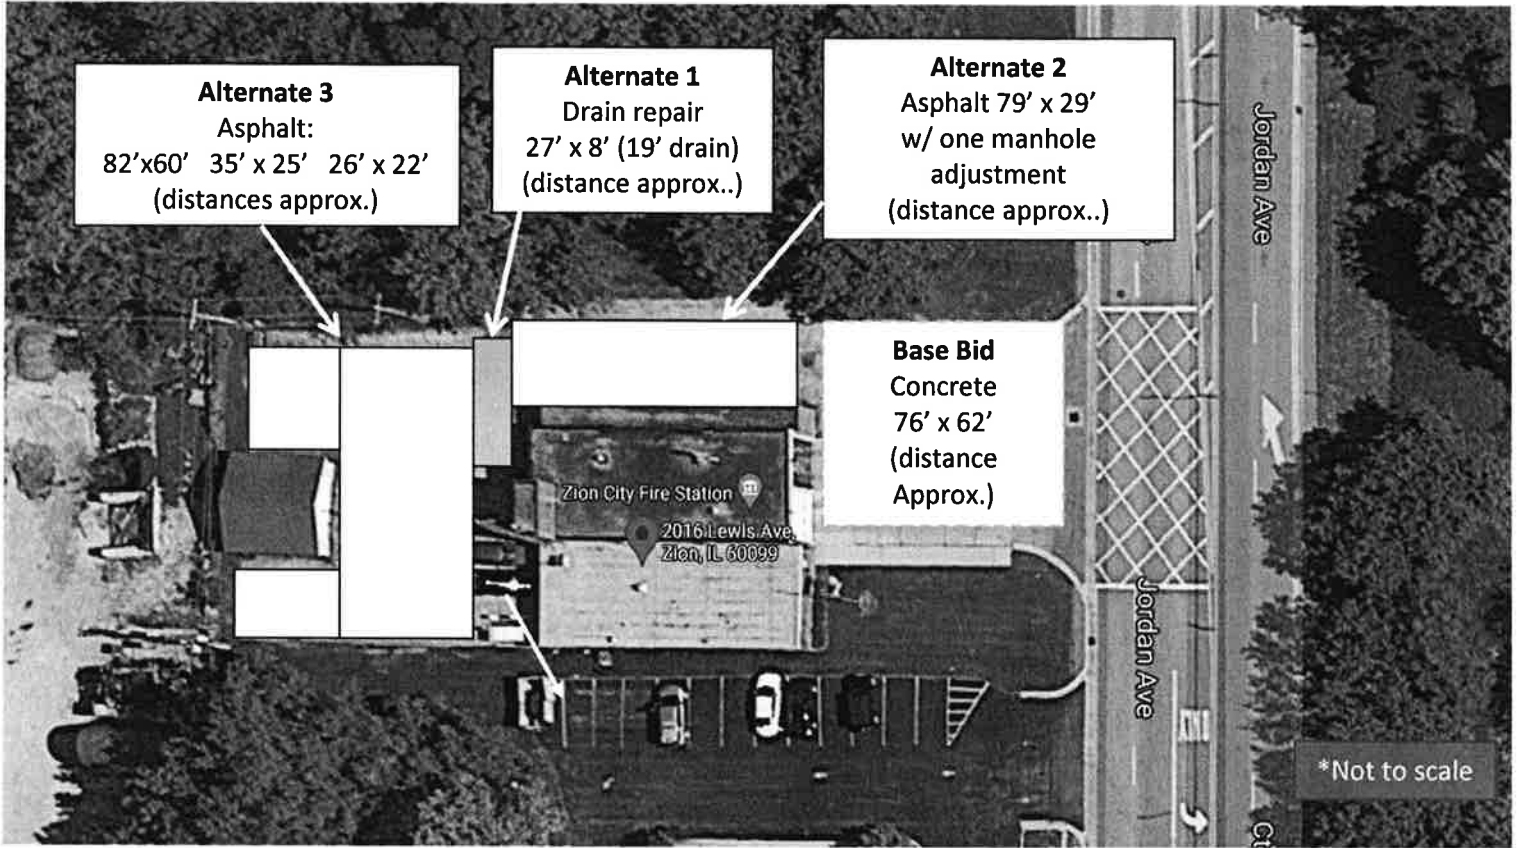 Alternate 3
Asphalt:
82’x60’ 35’ x 25’ 26’ x 22’
(distances approx.)
Alternate 1
Drain repair
27’ x 8’ (19’ drain)
(distance approx..)
Alternate 2
Asphalt 79’ x 29’
w/ one manhole
adjustment
(distance approx..)
Jordan Ave
Base Bid
Concrete
76’ x 62’
(distance
Approx.)
Zion City Fire Station
2016 Lewis Ave,
Zion, IL 60099
Jordan Ave
*Not to scale